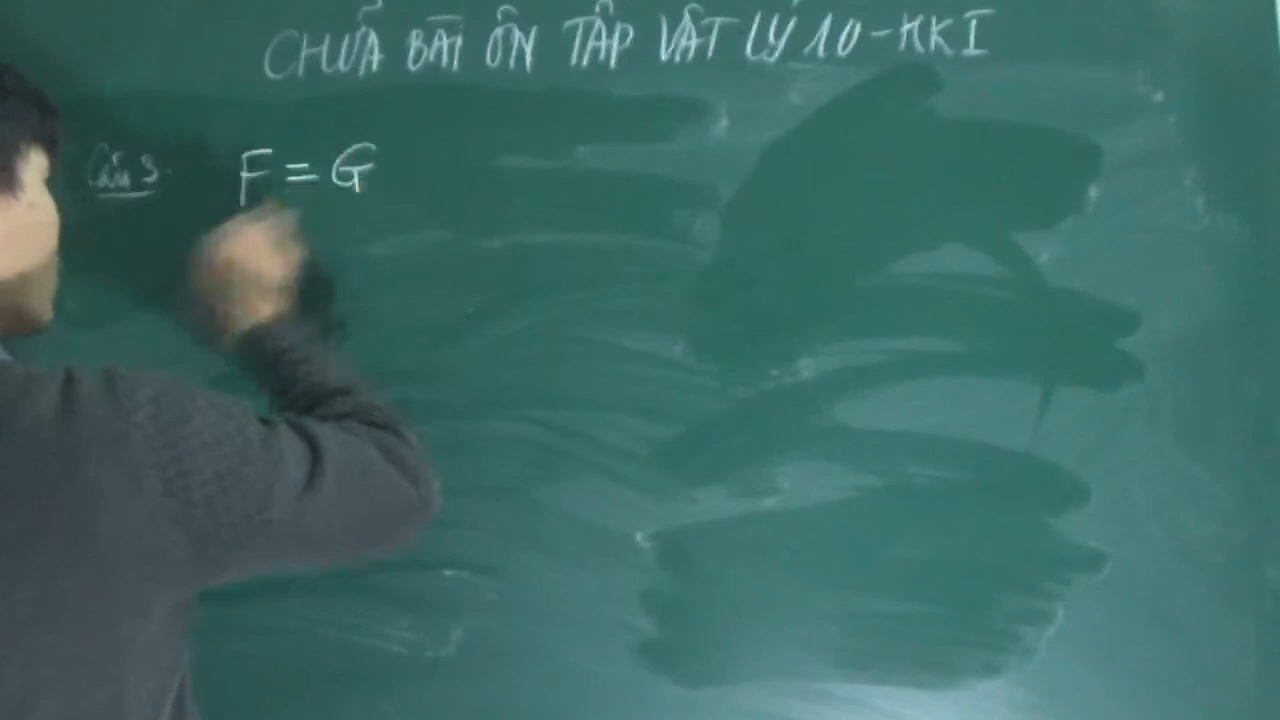 CHỮA BÀI ÔN TẬP VẬT LÝ 10-HKI
Câu 3. F = G